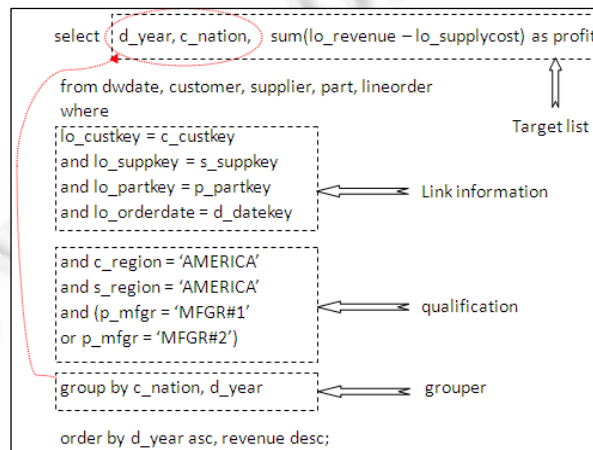 select d_year, c_nation, sum(lo_revenue – lo_supplycost) as profit
from dwdate, customer, supplier, part, lineorder
where
Target list
lo_custkey = c_custkey
and lo_suppkey = s_suppkey
and lo_partkey = p_partkey
and lo_orderdate = d_datekey
Link information
and c_region = ‘AMERICA’
and s_region = ‘AMERICA’
and (p_mfgr = ‘MFGR#1’
or p_mfgr = ‘MFGR#2’)
qualification
group by c_nation, d_year
grouper
order by d_year asc, revenue desc;